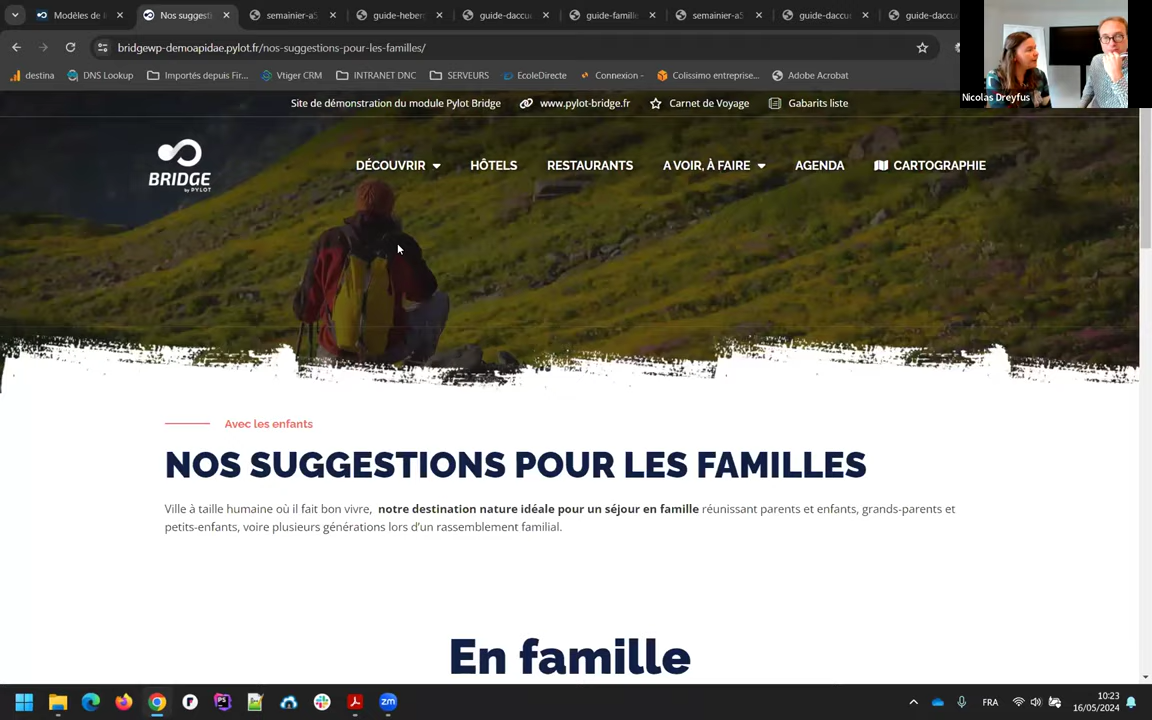 Modèles de
Nos suggesti
semainier-a5
guide-heber
guide-daccu
guide-famill
semainier-a5
guide-daccu
guide-daccu
bridgewp-demoapidae.pylot.fr/nos-suggestions-pour-les-familles/
destina
DNS Lookup
Importés depuis Fir...
Vtiger CRM
INTRANET DNC
SERVEURS
EcoleDirecte
Connexion -
Colissimo entreprise...
Adobe Acrobat
Nicolas Dreyfus
Site de démonstration du module Pylot Bridge
www.pylot-bridge.fr
Carnet de Voyage
Gabarits liste
BRIDGE
by PYLOT
DÉCOUVRIR
HÔTELS
RESTAURANTS
A VOIR, À FAIRE
AGENDA
CARTOGRAPHIE
Avec les enfants
NOS SUGGESTIONS POUR LES FAMILLES
Ville à taille humaine où il fait bon vivre, notre destination nature idéale pour un séjour en famille réunissant parents et enfants, grands-parents et
petits-enfants, voire plusieurs générations lors d'un rassemblement familial.
En famille
zm
FRA
10:23
16/05/2024